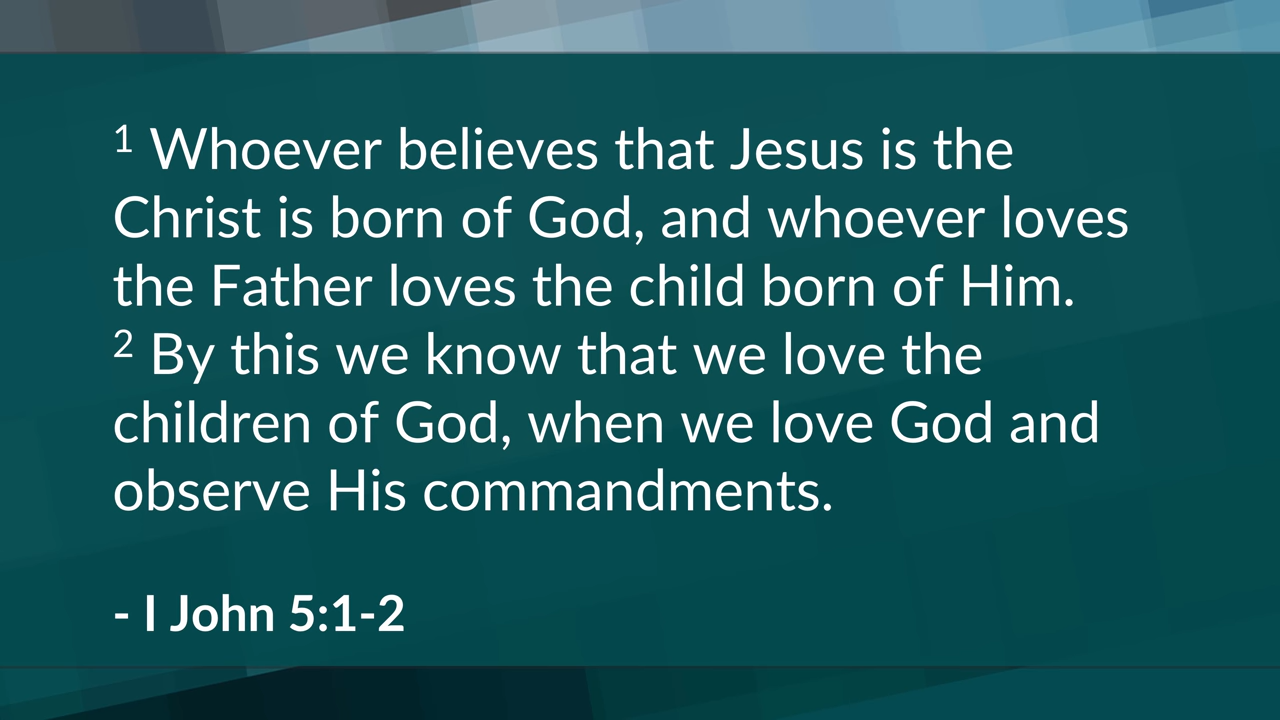 1 Whoever believes that Jesus is the
Christ is born of God, and whoever loves
the Father loves the child born of Him.
2 By this we know that we love the
children of God, when we love God and
observe His commandments.
- I John 5:1-2